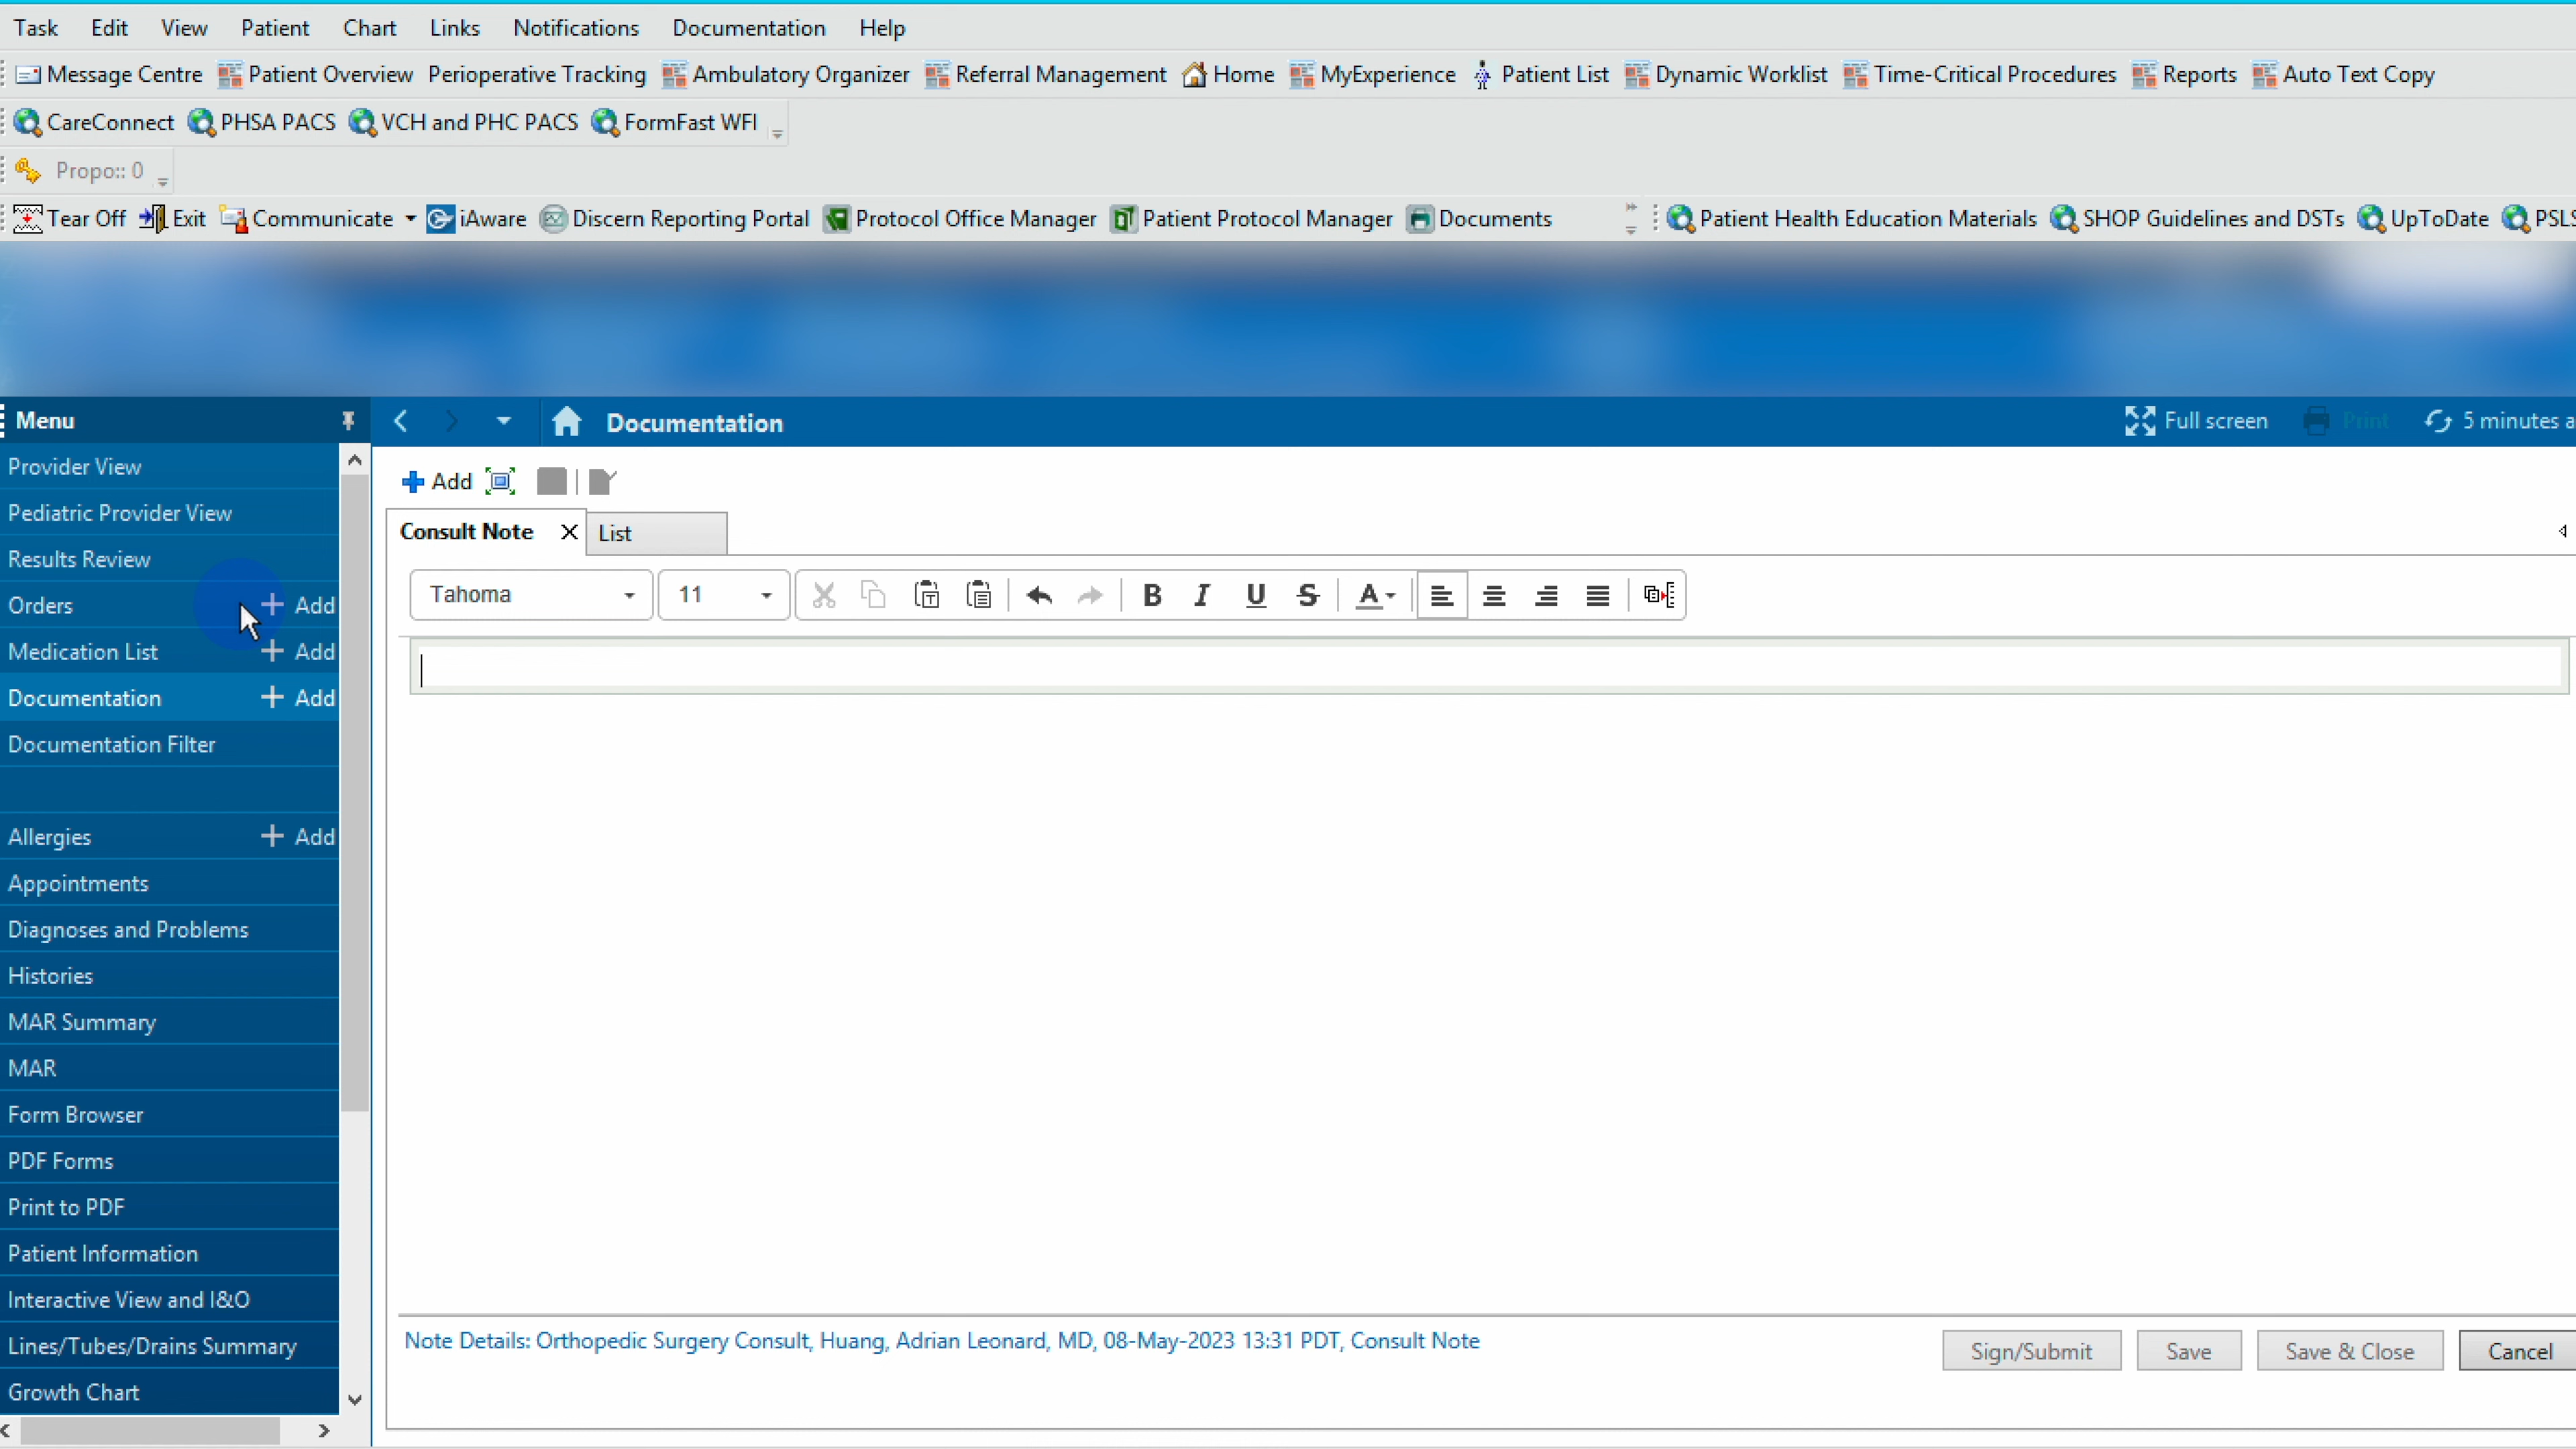 Task Edit View Patient Chart Links Notifications Documentation Help
Message Centre Patient Overview Perioperative Tracking Ambulatory Organizer Referral Management Home MyExperience Patient List Dynamic Worklist Time-Critical Procedures Reports Auto Text Copy
CareConnect PHSA PACS VCH and PHC PACS FormFast WFI
Propo:: 0
Tear Off Exit Communicate iAware Discern Reporting Portal Protocol Office Manager Patient Protocol Manager Documents Patient Health Education Materials SHOP Guidelines and DSTs UpToDate PSLS
Menu Documentation Full screen Print 5 minutes a
Provider View
Add
Pediatric Provider View
Consult Note List
Results Review
Tahoma 11 B I U S A
Orders Add
Medication List Add
Documentation Add
Documentation Filter
Allergies Add
Appointments
Diagnoses and Problems
Histories
MAR Summary
MAR
Form Browser
PDF Forms
Print to PDF
Patient Information
Interactive View and I&O
Lines/Tubes/Drains Summary
Growth Chart
Note Details: Orthopedic Surgery Consult, Huang, Adrian Leonard, MD, 08-May-2023 13:31 PDT, Consult Note
Sign/Submit Save Save & Close Cancel